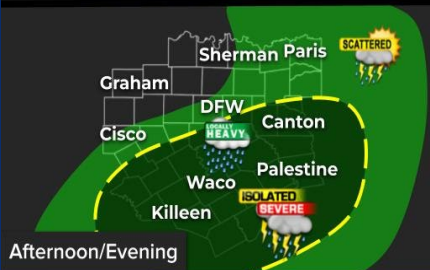 SCATTERED
Sherman Paris
Graham
DFW
Canton
Cisco
LOCALLY
HEAVY
Palestine
Waco
ISOLATED
SEVERE
Killeen
Afternoon/Evening